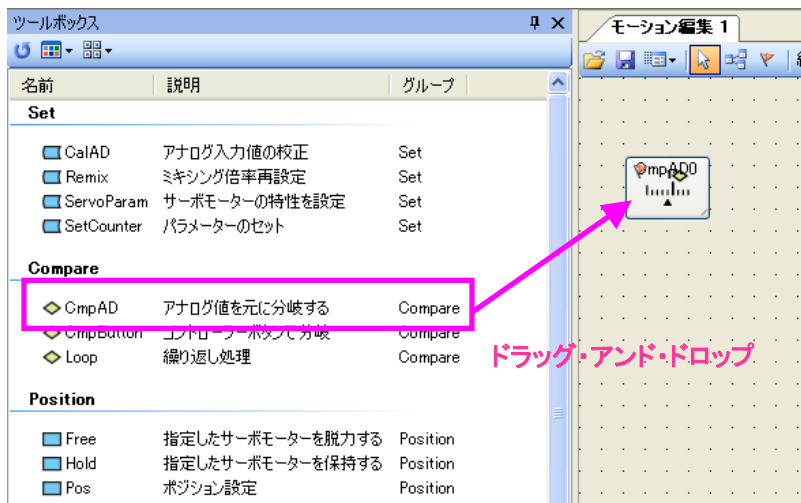 ツールボックス
モーション編集 1
名前 説明 グループ
Set
CalAD アナログ入力値の校正 Set
Remix ミキシング倍率再設定 Set
ServoParam サーボモーターの特性を設定 Set
SetCounter パラメーターのセット Set
Compare
CmpAD アナログ値を元に分岐する Compare
CmpButton コントローラーボタンで分岐 Compare
Loop 繰り返し処理 Compare
Position
Free 指定したサーボモーターを脱力する Position
Hold 指定したサーボモーターを保持する Position
Pos ポジション設定 Position
CmpAD0
ドラッグ・アンド・ドロップ